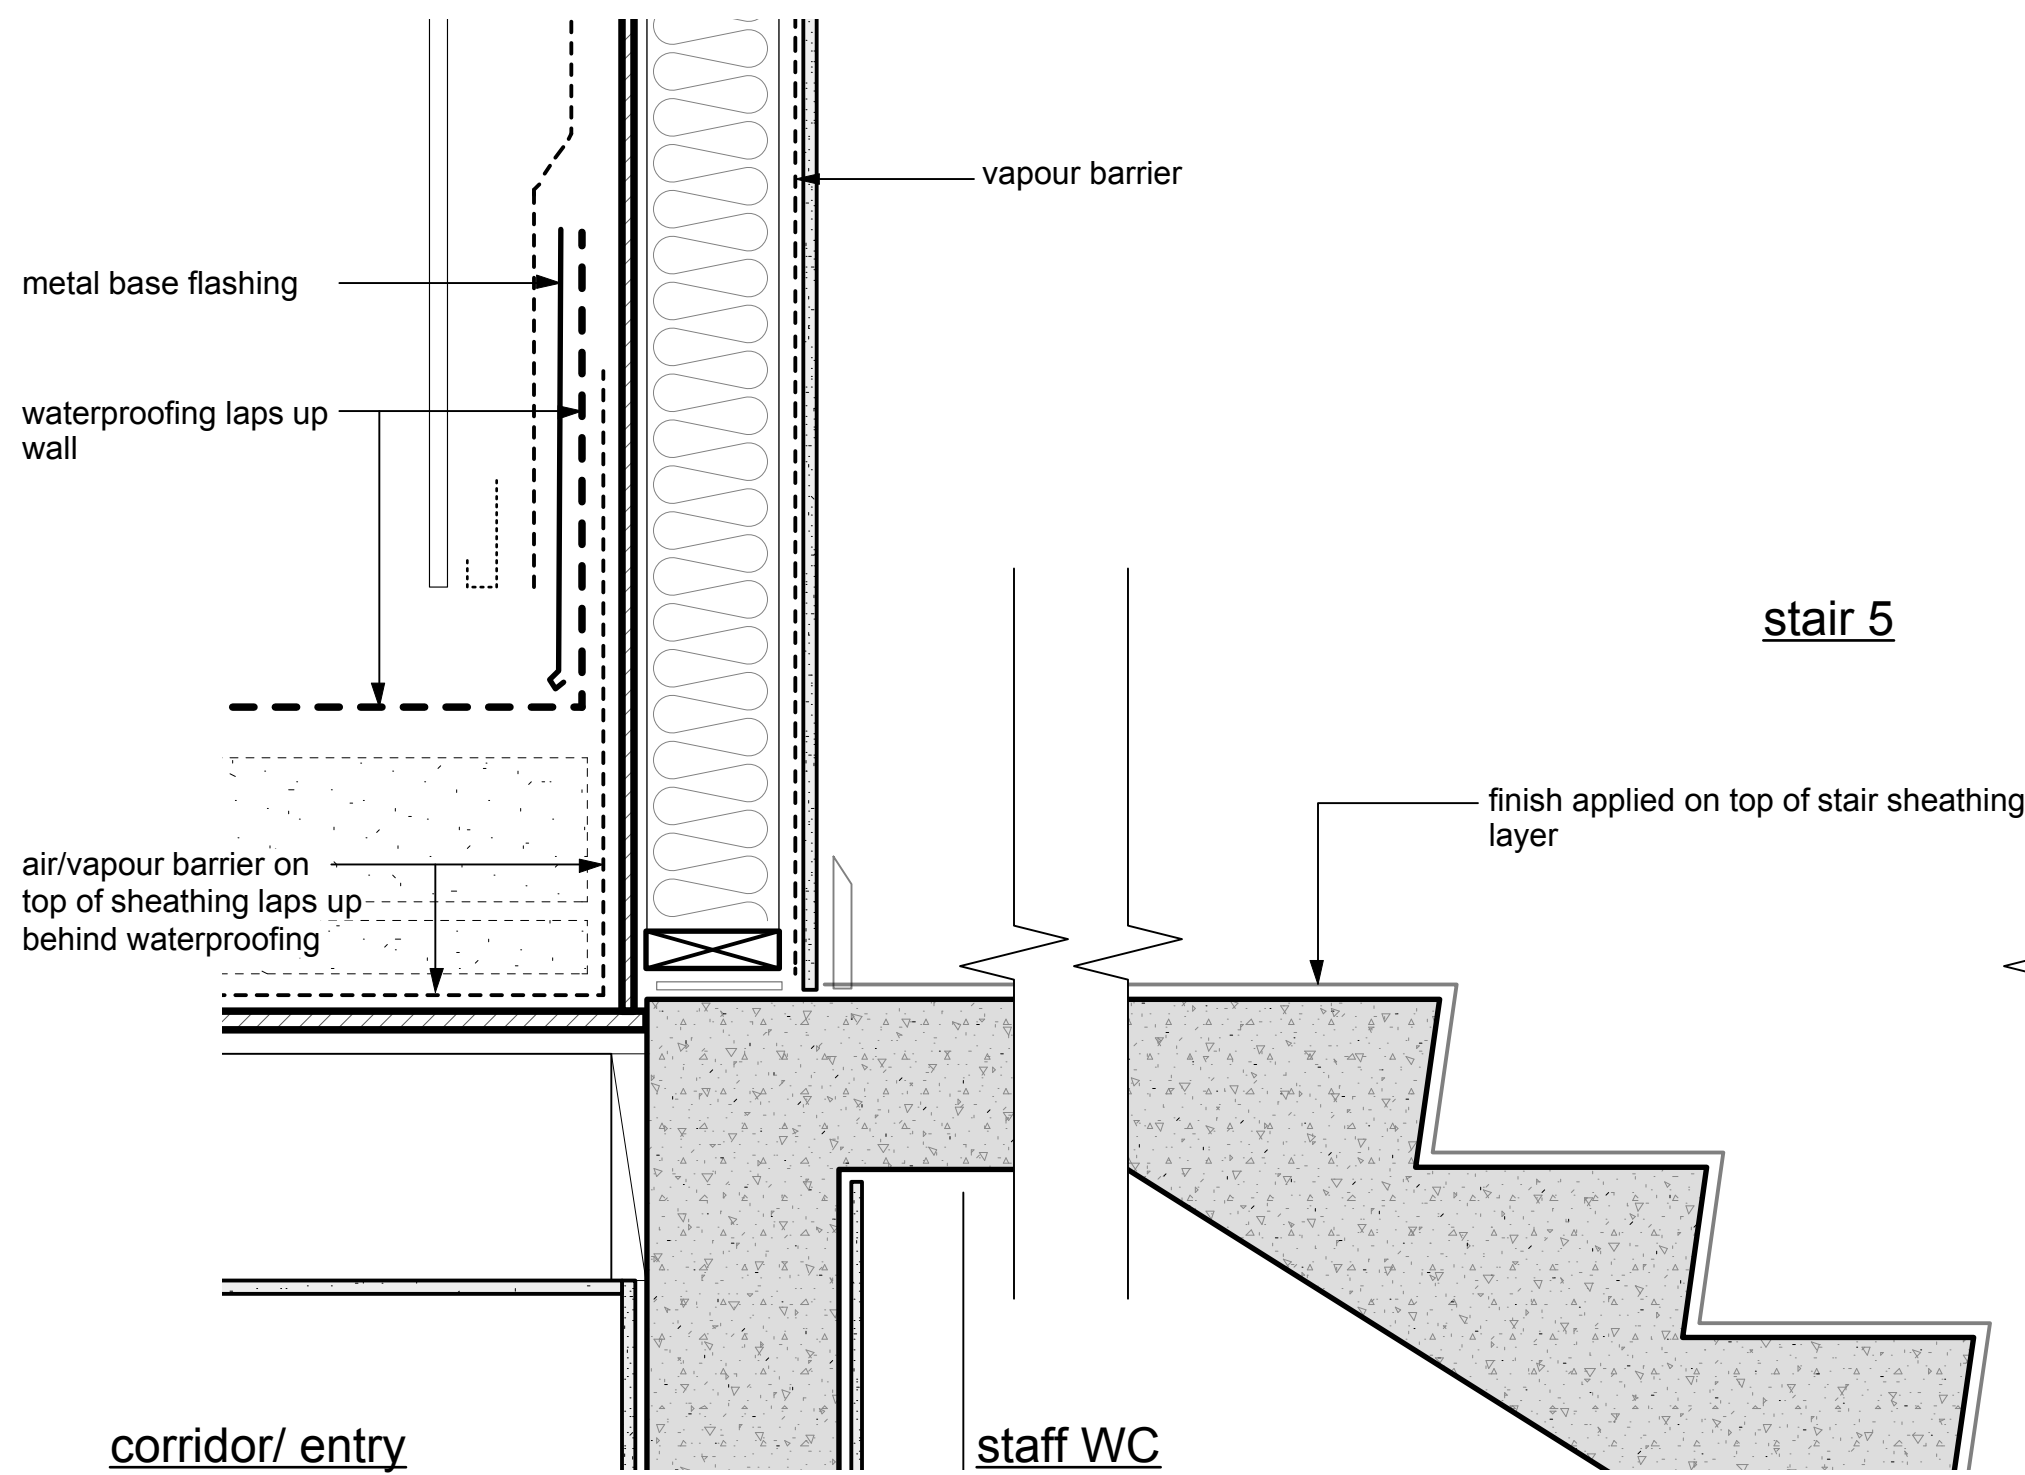 vapour barrier
metal base flashing
waterproofing laps up
wall
stair 5
finish applied on top of stair sheathing
layer
air/vapour barrier on
top of sheathing laps up
behind waterproofing
corridor/ entry
staff WC